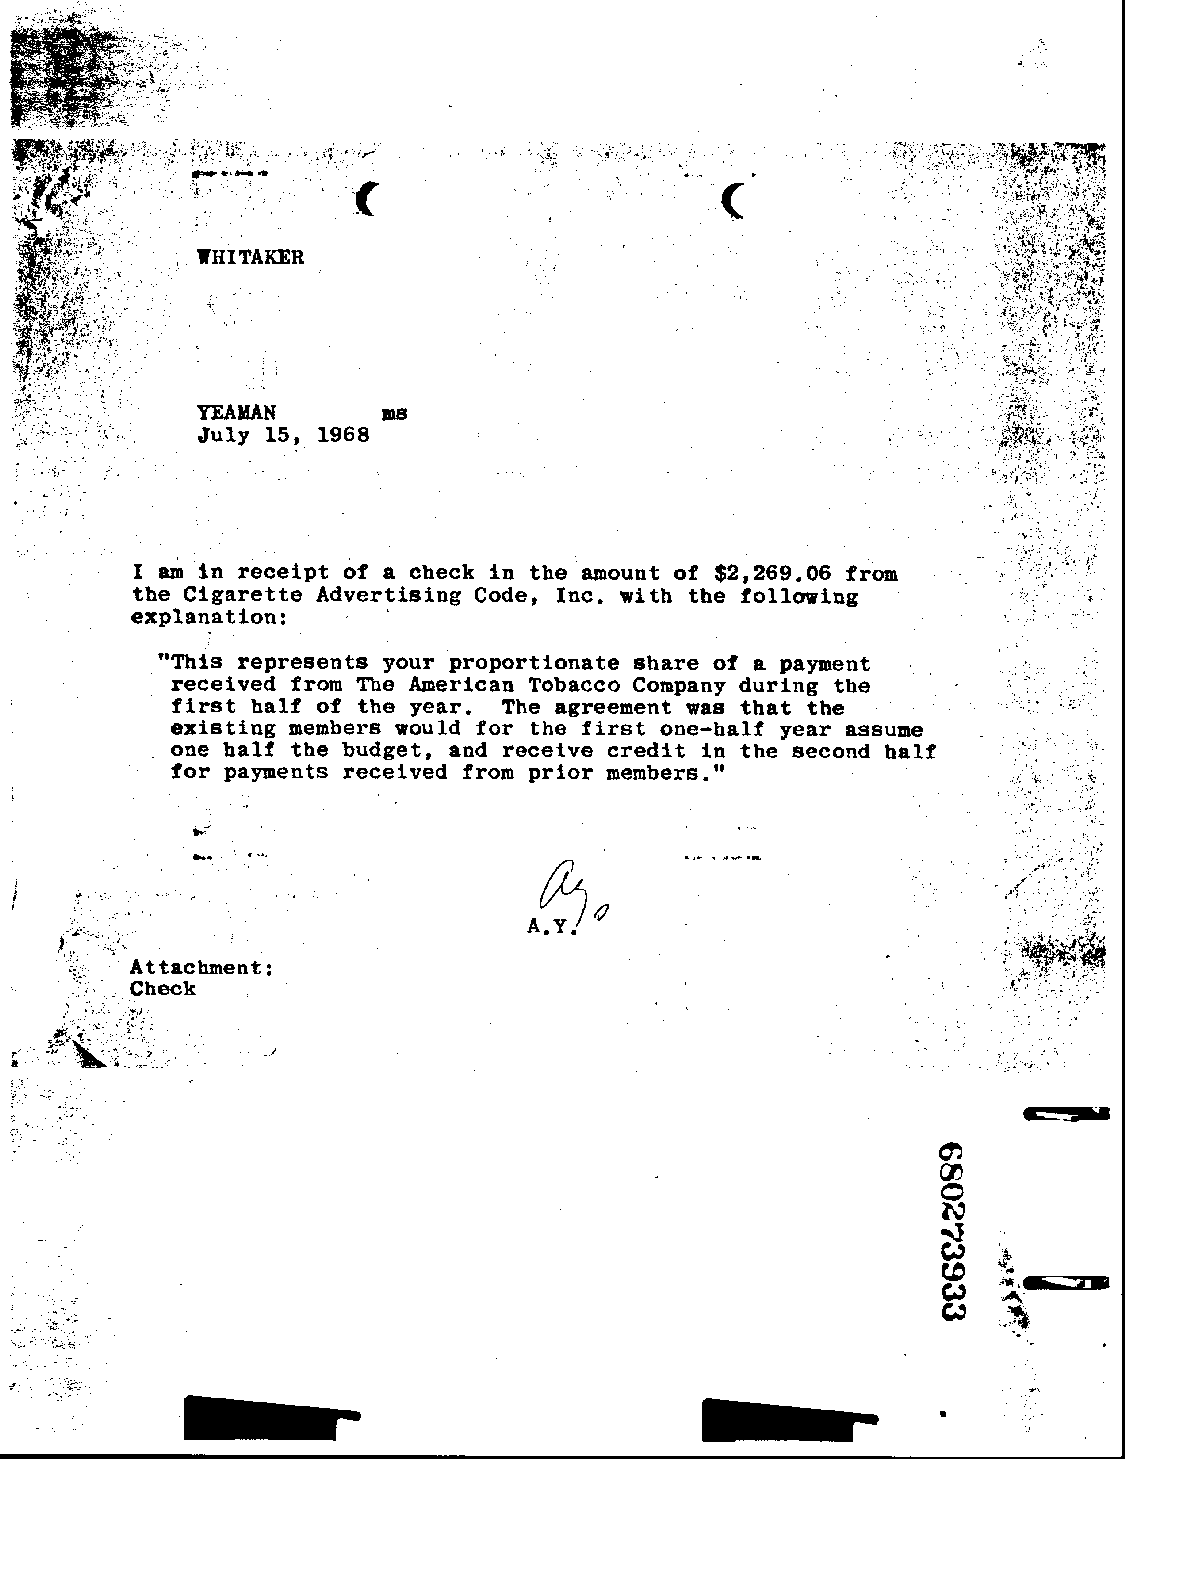 WHITAKER
YEAMAN ms
July 15, 1968
I am in receipt of a check in the amount of $2,269.06 from
the Cigarette Advertising Code, Inc. with the following
explanation:
"This represents your proportionate share of a payment
received from The American Tobacco Company during the
first half of the year. The agreement was that the
existing members would for the first one-half year assume
one half the budget, and receive credit in the second half
for payments received from prior members."
A.Y.
Attachment:
Check
680273933